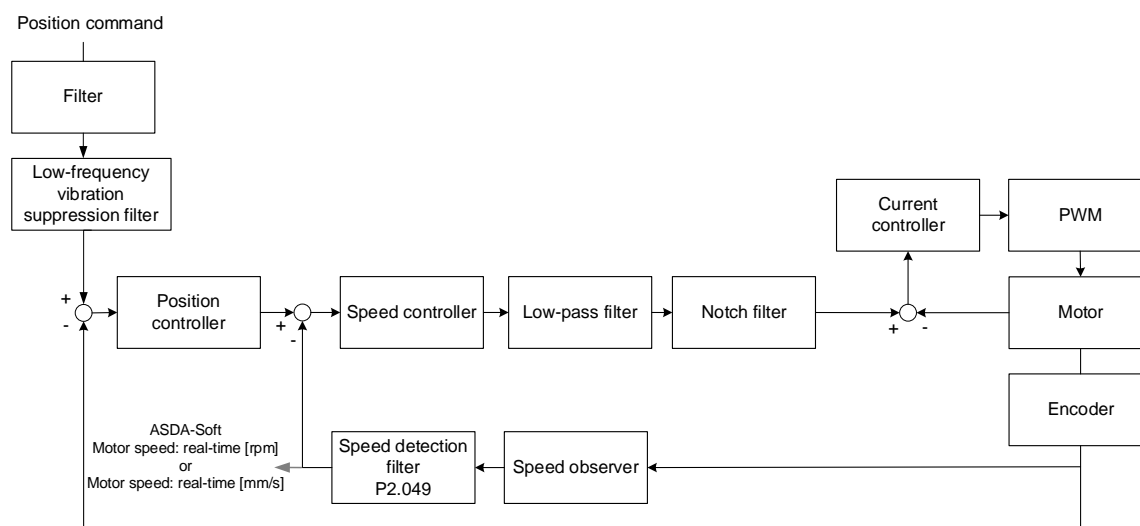 Position command
Filter
Low-frequency
vibration
suppression filter
Current
controller
PWM
+
-
Position
controller
+
-
Speed controller
Low-pass filter
Notch filter
+
-
Motor
Encoder
ASDA-Soft
Motor speed: real-time [rpm]
or
Motor speed: real-time [mm/s]
Speed detection
filter
P2.049
Speed observer